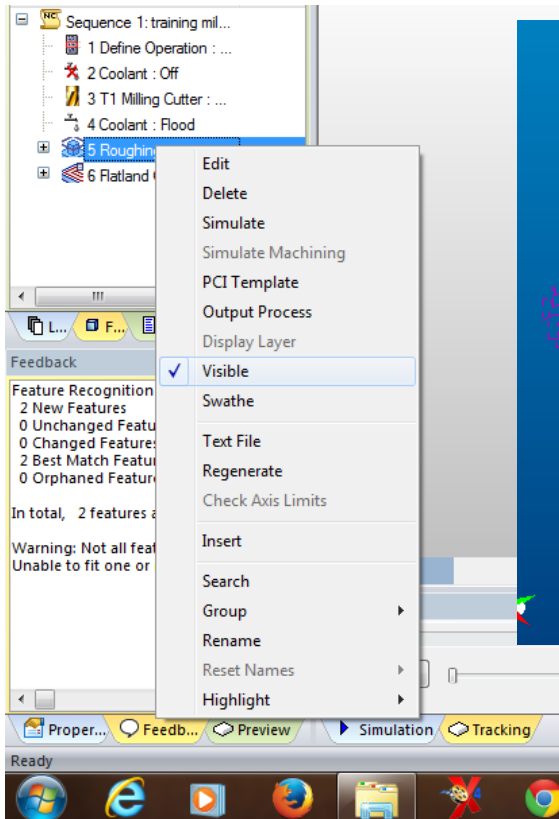 NC
Sequence 1: training mil...
1 Define Operation : ...
2 Coolant : Off
3 T1 Milling Cutter : ...
4 Coolant : Flood
5 Roughing
6 Flatland
Edit
Delete
Simulate
Simulate Machining
PCI Template
Output Process
Display Layer
Visible
Swathe
Text File
Regenerate
Check Axis Limits
Insert
Search
Group
Rename
Reset Names
Highlight
L...
F...
Feedback
Feature Recognition
2 New Features
0 Unchanged Featu
0 Changed Features
2 Best Match Featur
0 Orphaned Feature
In total, 2 features a
Warning: Not all feat
Unable to fit one or
Proper...
Feedb...
Preview
Simulation
Tracking
Ready